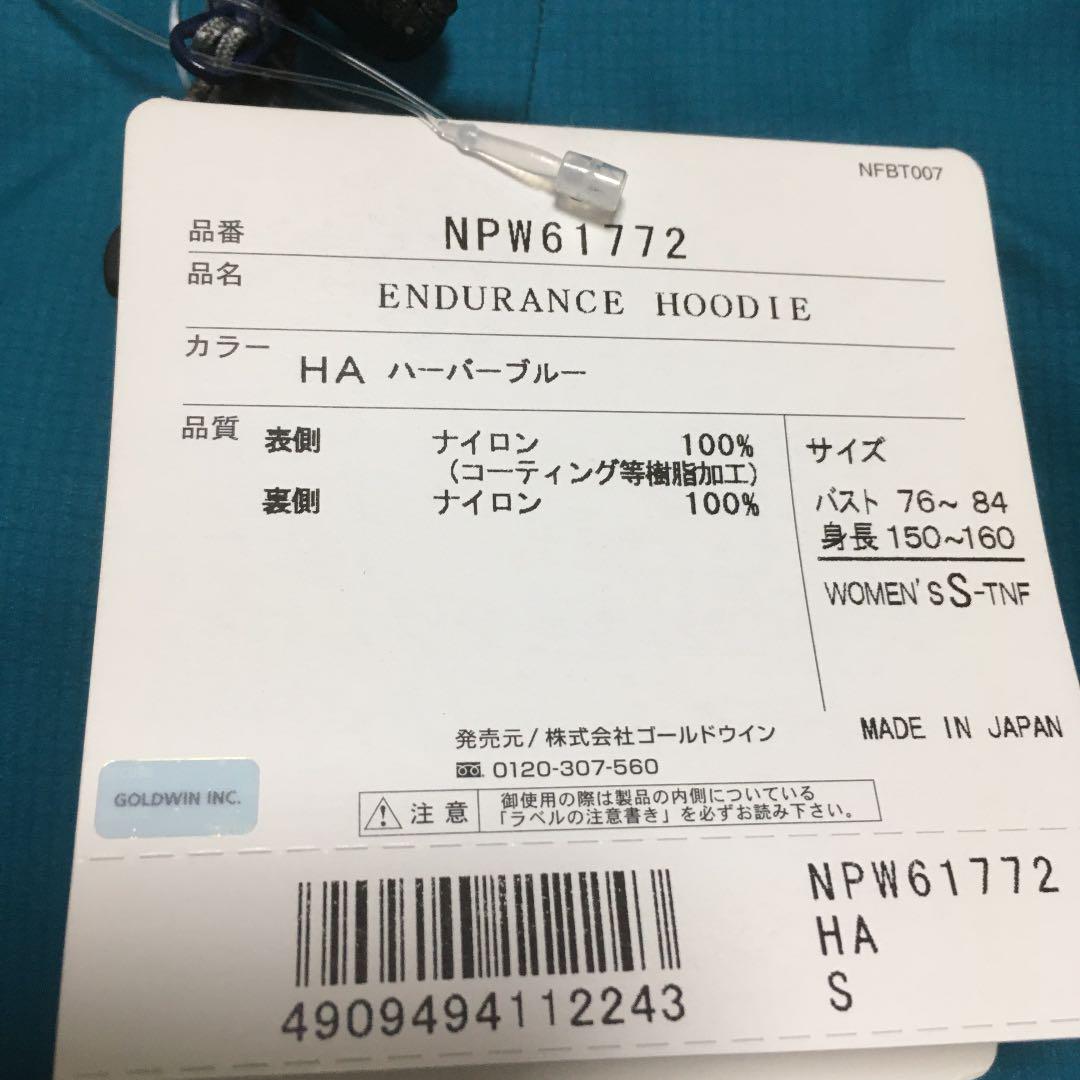 NFBT007
品番 NPW61772
品名 ENDURANCE HOODIE
カラー HA ハーバーブルー
品質 表側 ナイロン 100%
(コーティング等樹脂加工)
裏側 ナイロン 100%
サイズ
バスト 76~ 84
身長 150~160
WOMEN'S S-TNF
MADE IN JAPAN
発売元/株式会社ゴールドウイン
0120-307-560
GOLDWIN INC.
注意 御使用の際は製品の内側についている
「ラベルの注意書き」を必ずお読み下さい。
NPW61772
HA
S
4909494112243